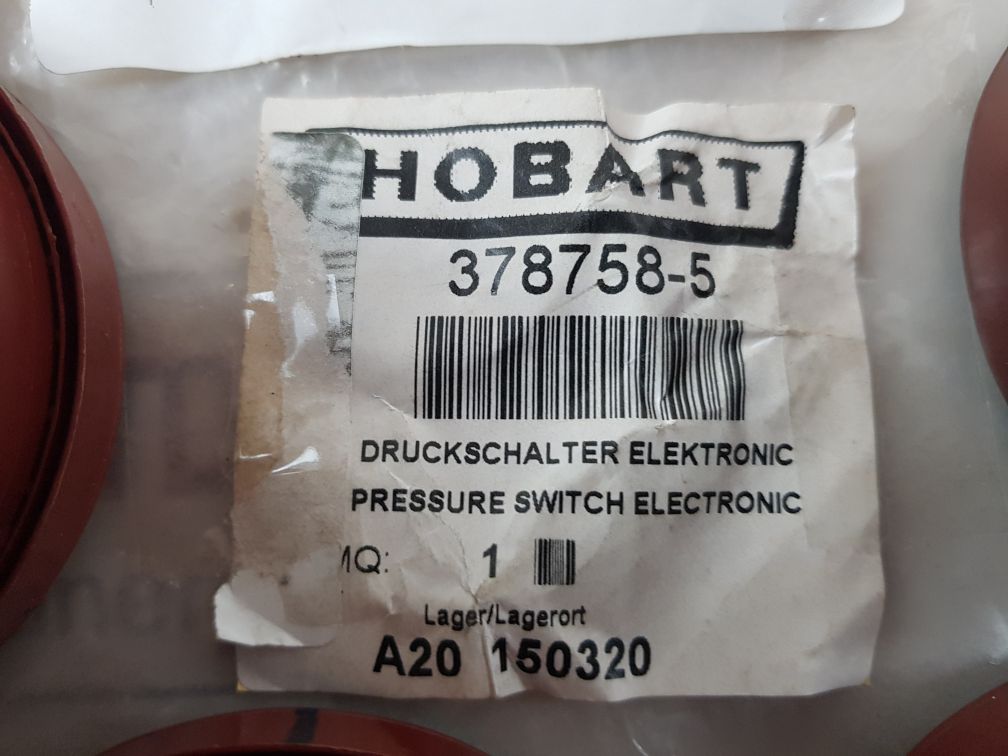 HOBART
378758-5
DRUCKSCHALTER ELEKTRONIC
PRESSURE SWITCH ELECTRONIC
MQ: 1
Lager/Lagerort
A20 150320